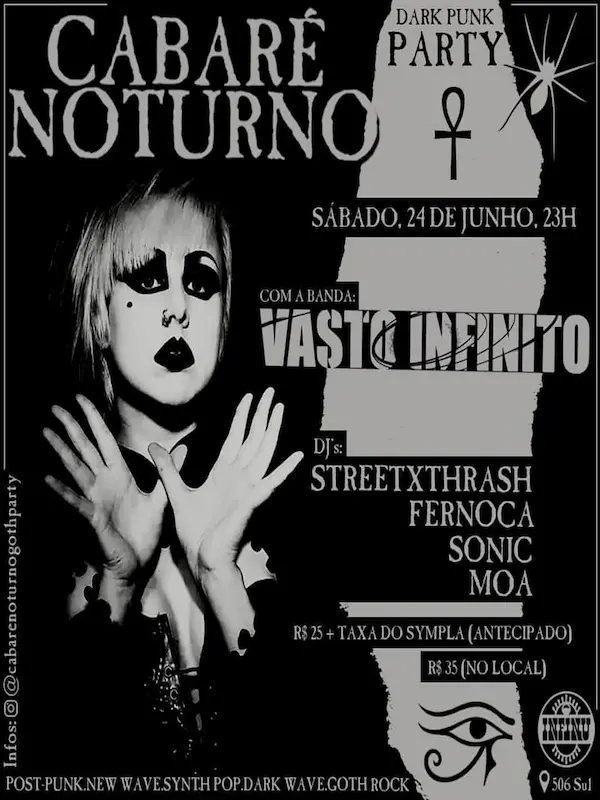 CABARÉ
NOTURNO
DARK PUNK
PARTY
SÁBADO, 24 DE JUNHO, 23H
COM A BANDA:
VASTO INFINITO
DJ's:
STREETXTHRASH
FERNOCA
SONIC
MOA
R$ 25 + TAXA DO SYMPLA (ANTECIPADO)
R$ 35 (NO LOCAL)
Infos: @cabarenoturnogothparty
INFINU
506 Sul
POST-PUNK.NEW WAVE.SYNTH POP.DARK WAVE.GOTH ROCK